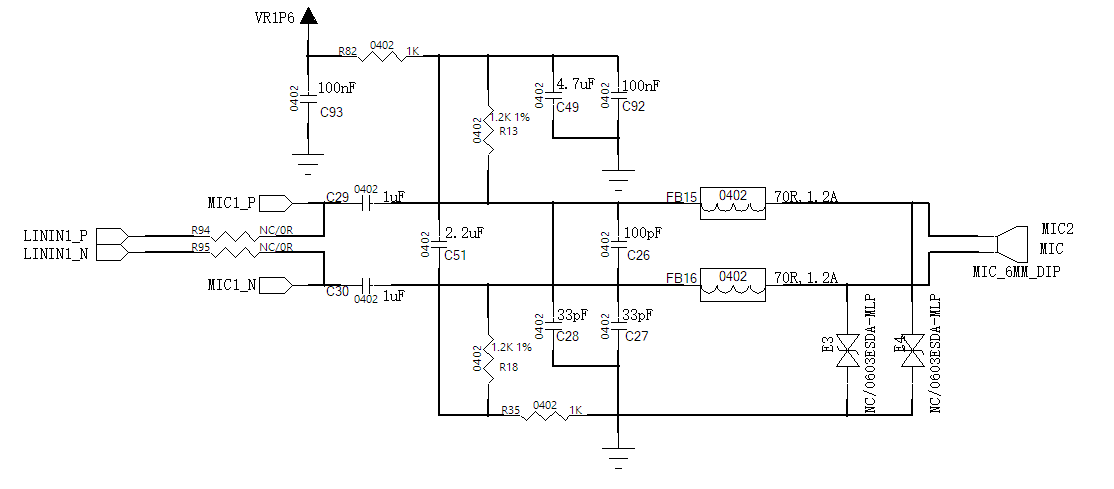 VR1P6
R82
0402
1K
0402
100nF
C93
0402
1.2K 1%
R13
0402
4.7uF
C49
0402
100nF
C92
MIC1_P
C29
0402
1uF
FB15
0402
70R,1.2A
LININ1_P
R94
NC/0R
LININ1_N
R95
NC/0R
0402
2.2uF
C51
0402
100pF
C26
MIC2
MIC
MIC_6MM_DIP
MIC1_N
C30
0402
1uF
FB16
0402
70R,1.2A
0402
1.2K 1%
R18
0402
33pF
C28
0402
33pF
C27
E3
NC/0603ESDA-MLP
E4
NC/0603ESDA-MLP
R35
0402
1K